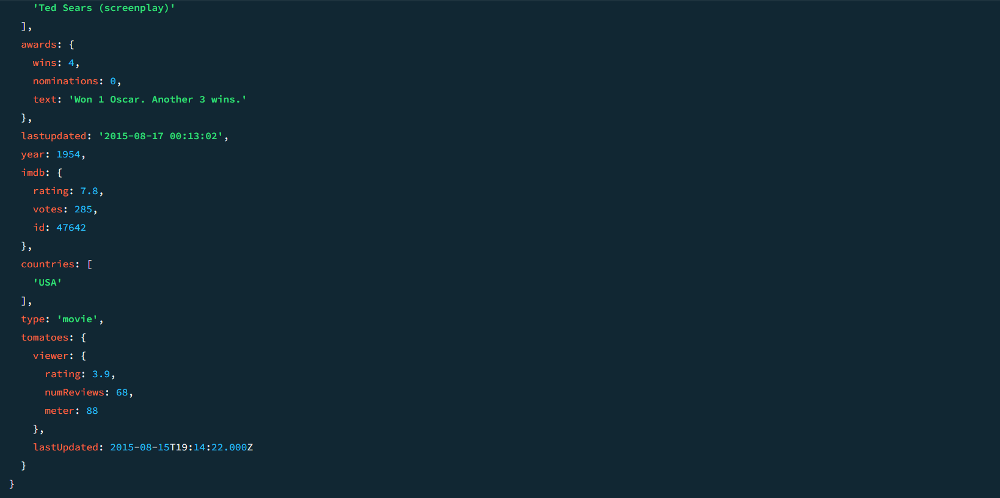 'Ted Sears (screenplay)'
],
awards: {
wins: 4,
nominations: 0,
text: 'Won 1 Oscar. Another 3 wins.'
},
lastupdated: '2015-08-17 00:13:02',
year: 1954,
imdb: {
rating: 7.8,
votes: 285,
id: 47642
},
countries: [
'USA'
],
type: 'movie',
tomatoes: {
viewer: {
rating: 3.9,
numReviews: 68,
meter: 88
},
lastUpdated: 2015-08-15T19:14:22.000Z
}
}